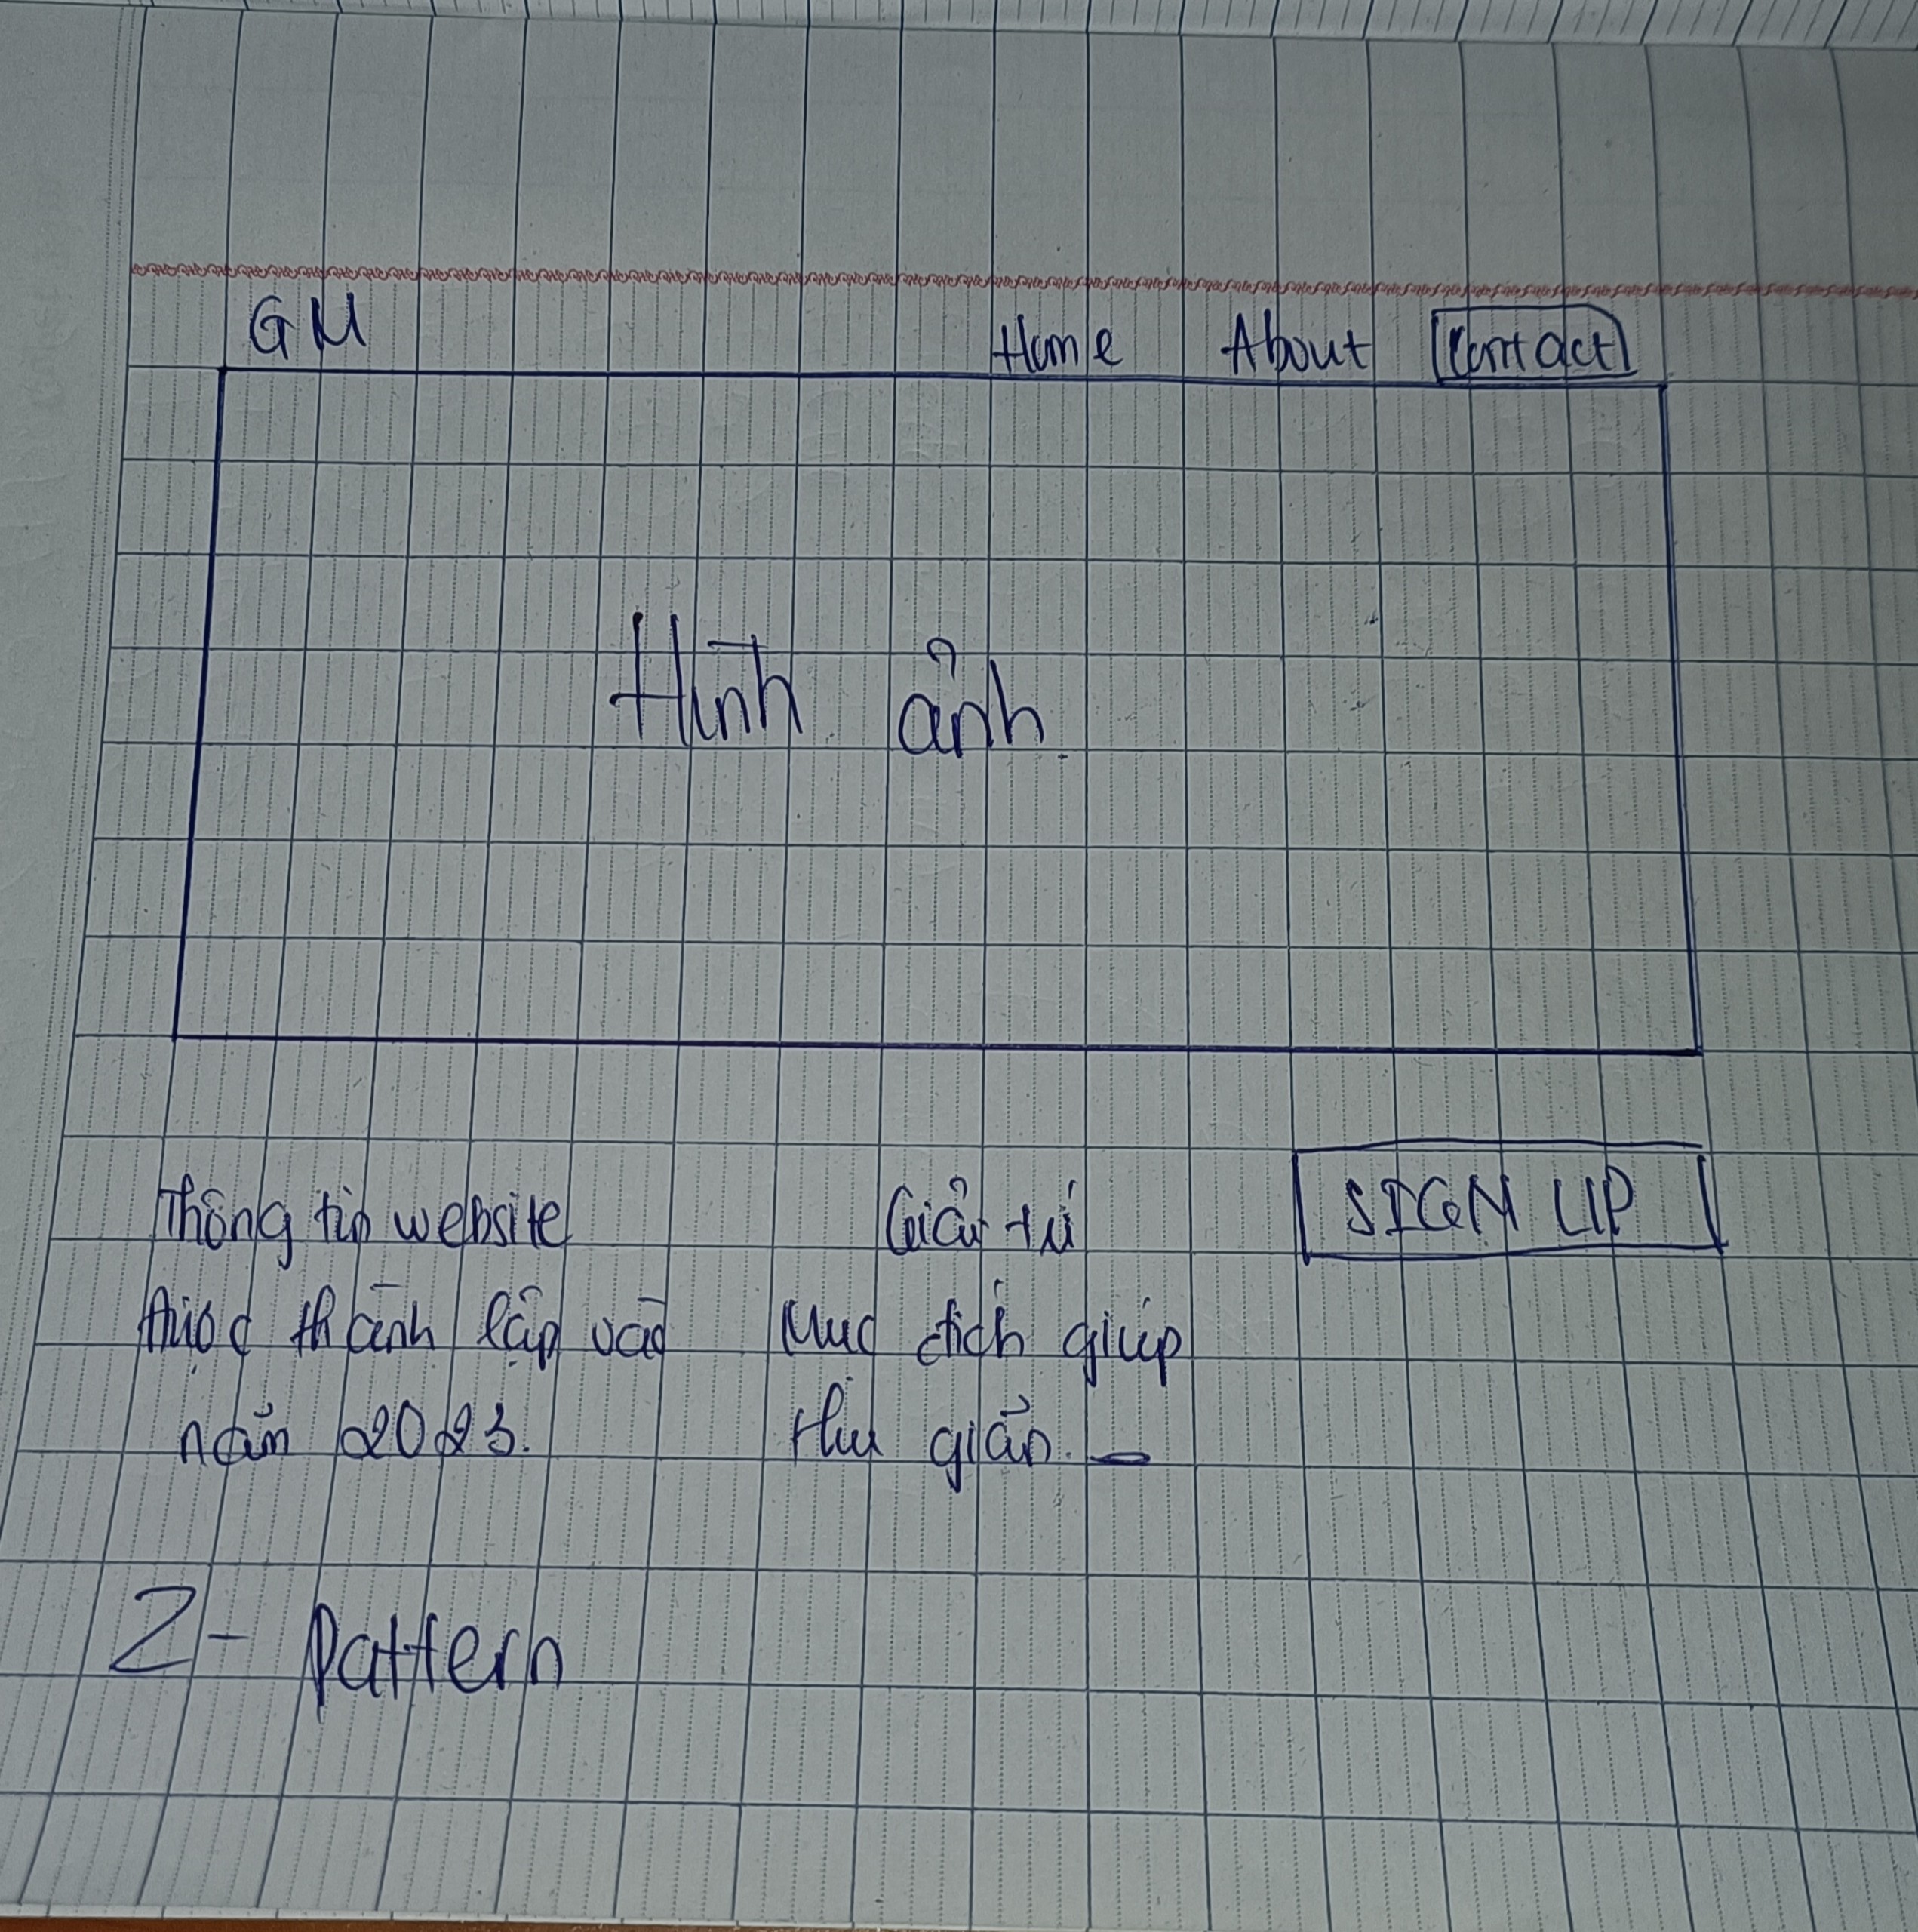 GM
Home About Contact
Hình ảnh
Thông tin website
được thành lập vào
năm 2023.
Giải trí
Mục đích giúp
thư giãn.
SIGN UP
Z- Pattern